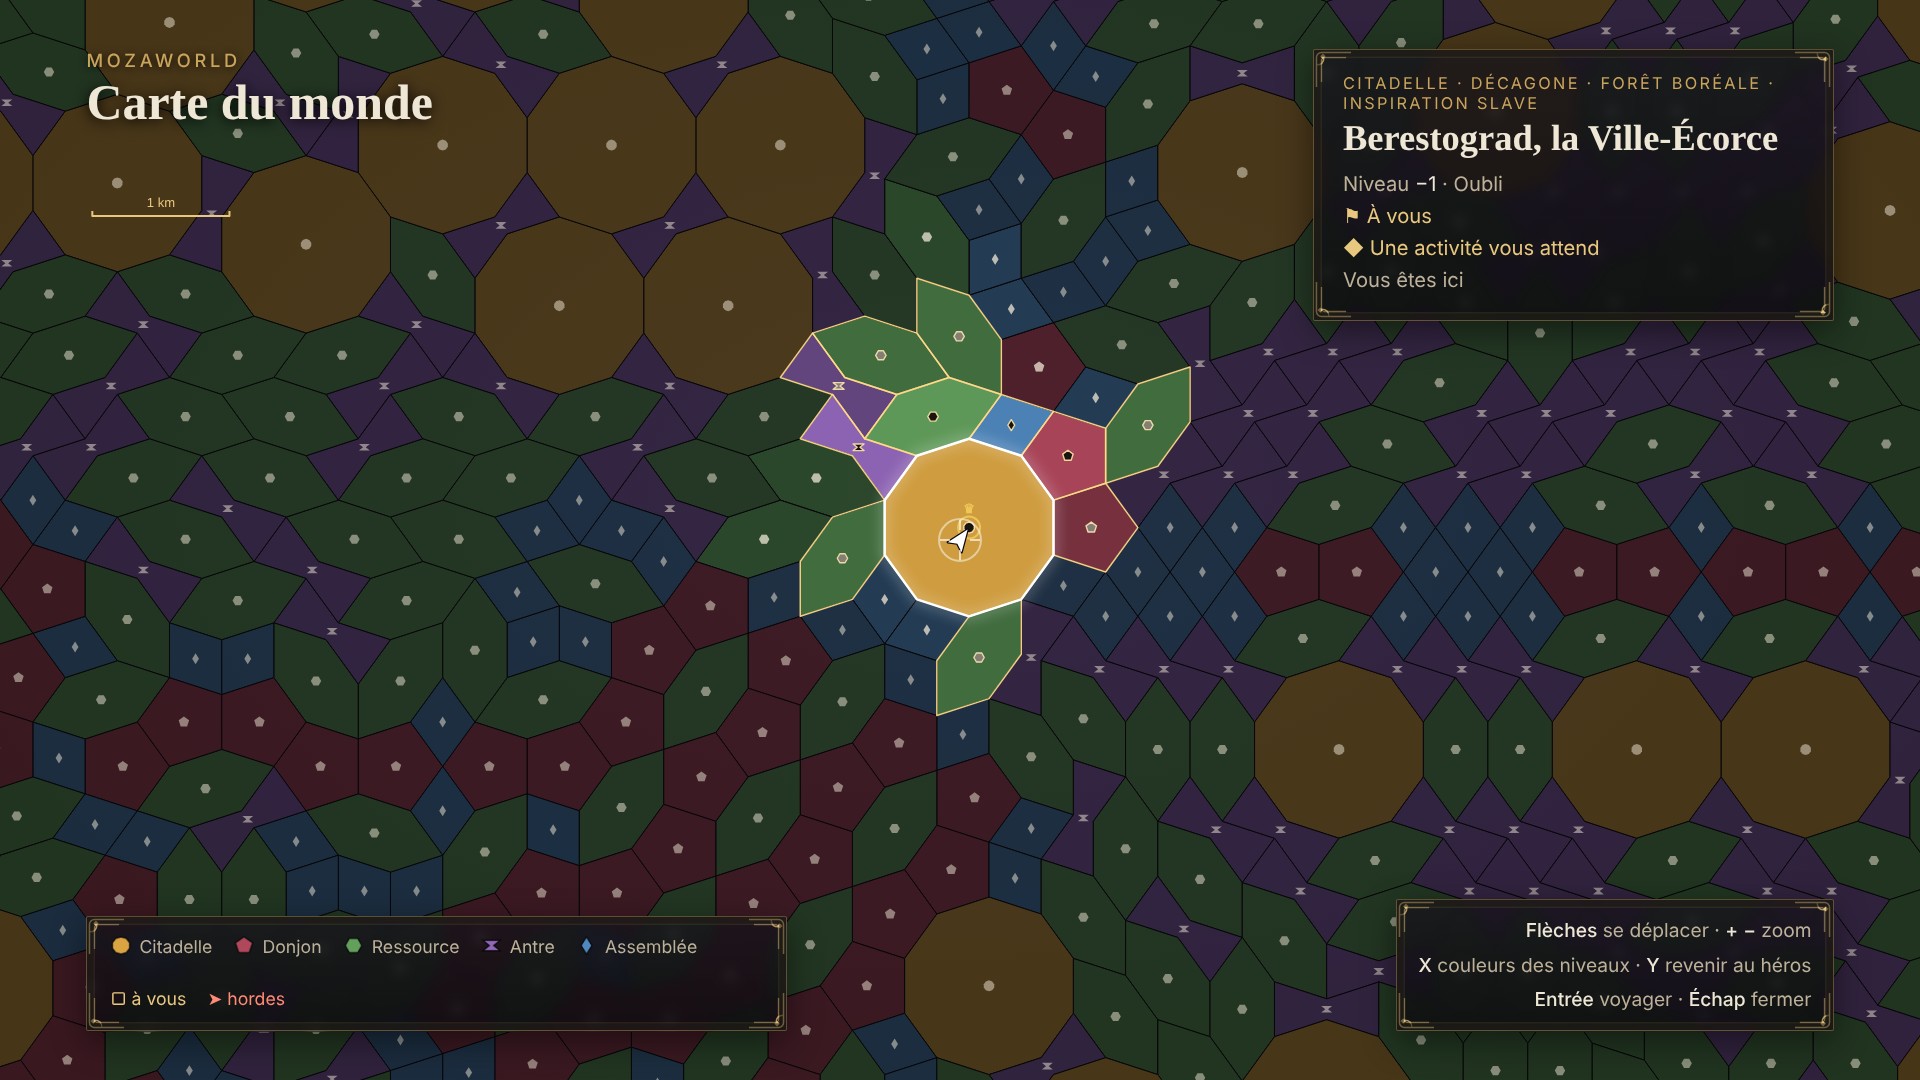 MOZAWORLD
Carte du monde
1 km
CITADELLE · DÉCAGONE · FORÊT BORÉALE ·
INSPIRATION SLAVE
Berestograd, la Ville-Écorce
Niveau −1 · Oubli
À vous
Une activité vous attend
Vous êtes ici
Citadelle Donjon Ressource Antre Assemblée
à vous hordes
Flèches se déplacer · + − zoom
X couleurs des niveaux · Y revenir au héros
Entrée voyager · Échap fermer